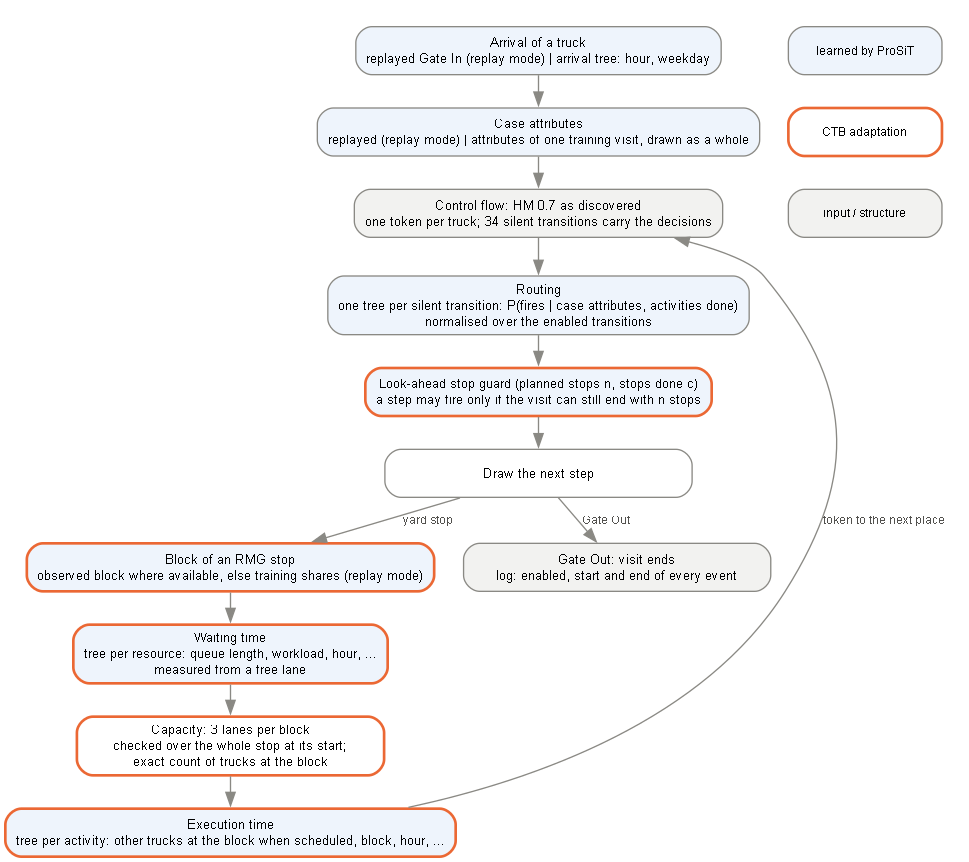 Arrival of a truck
replayed Gate In (replay mode) | arrival tree: hour, weekday
learned by ProSiT
Case attributes
replayed (replay mode) | attributes of one training visit, drawn as a whole
CTB adaptation
Control flow: HM 0.7 as discovered
one token per truck; 34 silent transitions carry the decisions
input / structure
Routing
one tree per silent transition: P(fires | case attributes, activities done)
normalised over the enabled transitions
Look-ahead stop guard (planned stops n, stops done c)
a step may fire only if the visit can still end with n stops
Draw the next step
yard stop
Gate Out
token to the next place
Block of an RMG stop
observed block where available, else training shares (replay mode)
Gate Out: visit ends
log: enabled, start and end of every event
Waiting time
tree per resource: queue length, workload, hour, ...
measured from a free lane
Capacity: 3 lanes per block
checked over the whole stop at its start;
exact count of trucks at the block
Execution time
tree per activity: other trucks at the block when scheduled, block, hour, ...